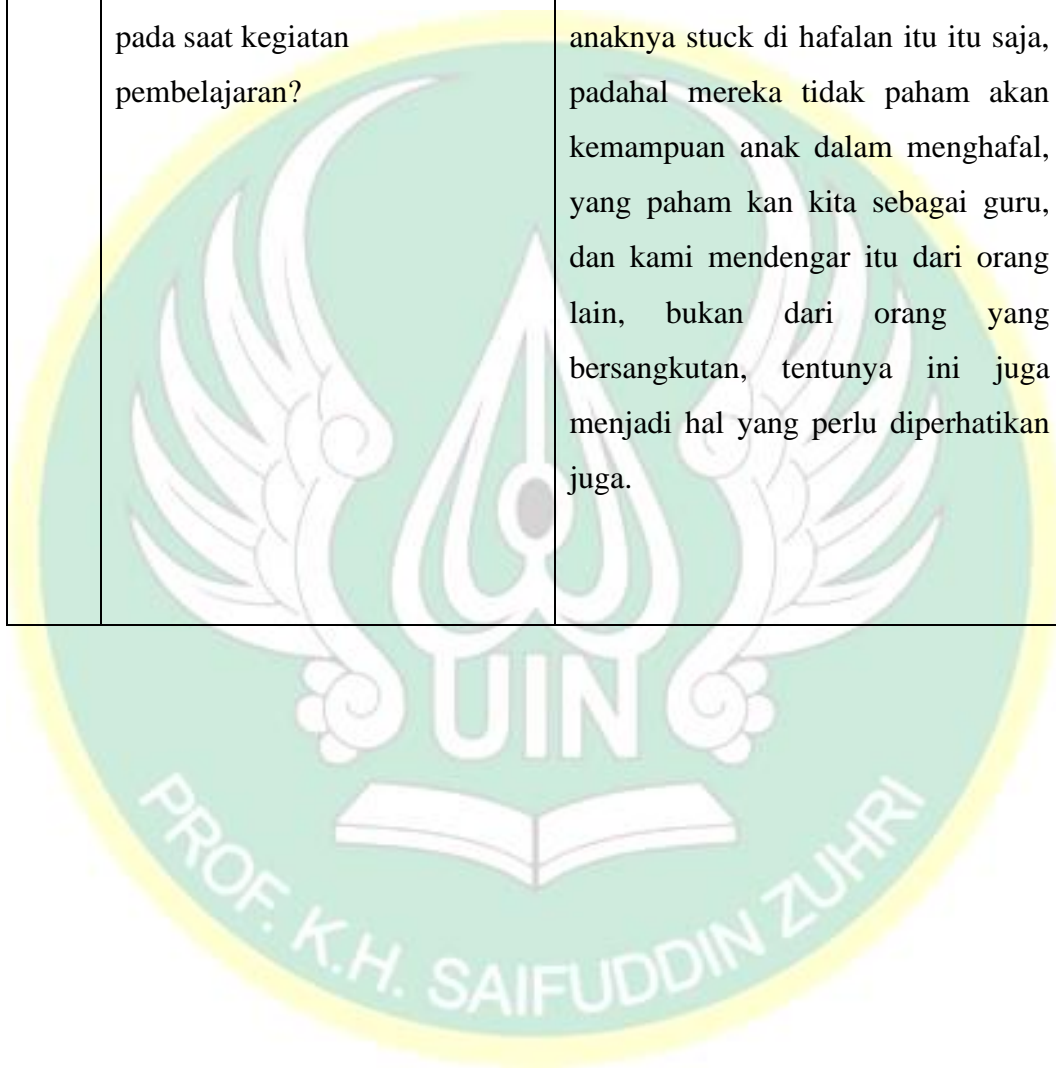 pada saat kegiatan
pembelajaran?
anaknya stuck di hafalan itu itu saja,
padahal mereka tidak paham akan
kemampuan anak dalam menghafal,
yang paham kan kita sebagai guru,
dan kami mendengar itu dari orang
lain, bukan dari orang yang
bersangkutan, tentunya ini juga
menjadi hal yang perlu diperhatikan
juga.
UIN
PROF. K.H. SAIFUDDIN ZUHRI